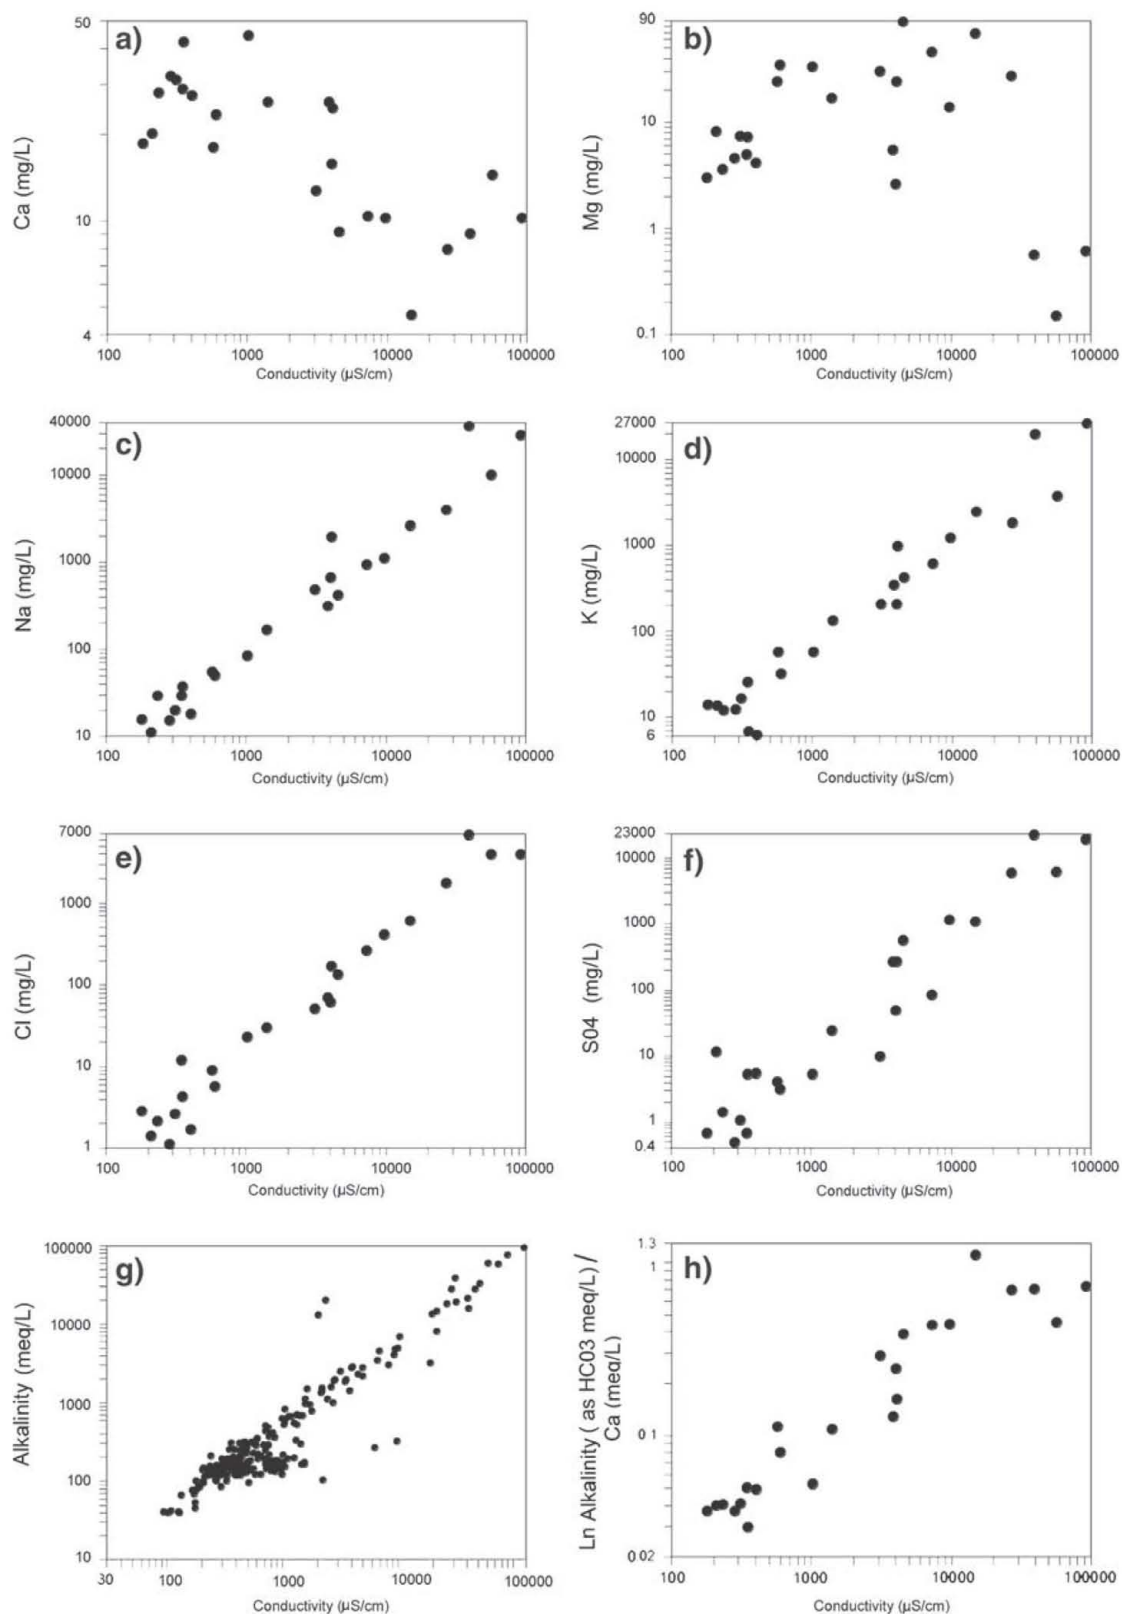 a)
50
10
4
Ca (mg/L)
100 1000 10000 100000
Conductivity (µS/cm)
b)
90
10
1
0.1
Mg (mg/L)
100 1000 10000 100000
Conductivity (µS/cm)
c)
40000
10000
1000
100
10
Na (mg/L)
100 1000 10000 100000
Conductivity (µS/cm)
d)
27000
10000
1000
100
10
6
K (mg/L)
100 1000 10000 100000
Conductivity (µS/cm)
e)
7000
1000
100
10
1
Cl (mg/L)
100 1000 10000 100000
Conductivity (µS/cm)
f)
23000
10000
1000
100
10
1
0.4
S04 (mg/L)
100 1000 10000 100000
Conductivity (µS/cm)
g)
100000
10000
1000
100
10
Alkalinity (meq/L)
30 100 1000 10000 100000
Conductivity (µS/cm)
h)
1.3
1
0.1
0.02
Ln Alkalinity ( as HC03 meq/L) /
Ca (meq/L)
100 1000 10000 100000
Conductivity (µS/cm)